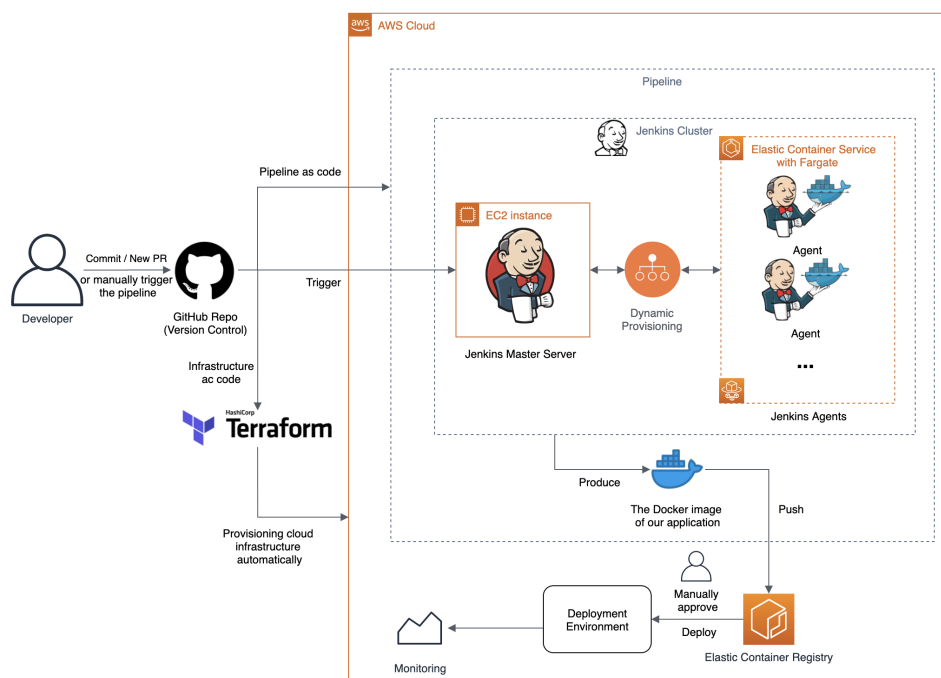 aws
AWS Cloud
Pipeline
Jenkins Cluster
Elastic Container Service
with Fargate
Pipeline as code
EC2 instance
Agent
Commit / New PR
or manually trigger
the pipeline
Trigger
Developer
GitHub Repo
(Version Control)
Dynamic
Provisioning
Agent
Jenkins Master Server
...
Infrastructure
ac code
HashiCorp
Terraform
Jenkins Agents
Produce
The Docker image
of our application
Push
Provisioning cloud
infrastructure
automatically
Manually
approve
Deployment
Environment
Deploy
Elastic Container Registry
Monitoring